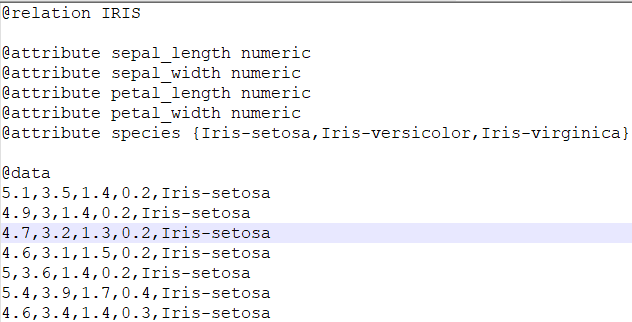 @relation IRIS
@attribute sepal_length numeric
@attribute sepal_width numeric
@attribute petal_length numeric
@attribute petal_width numeric
@attribute species {Iris-setosa,Iris-versicolor,Iris-virginica}
@data
5.1,3.5,1.4,0.2,Iris-setosa
4.9,3,1.4,0.2,Iris-setosa
4.7,3.2,1.3,0.2,Iris-setosa
4.6,3.1,1.5,0.2,Iris-setosa
5,3.6,1.4,0.2,Iris-setosa
5.4,3.9,1.7,0.4,Iris-setosa
4.6,3.4,1.4,0.3,Iris-setosa